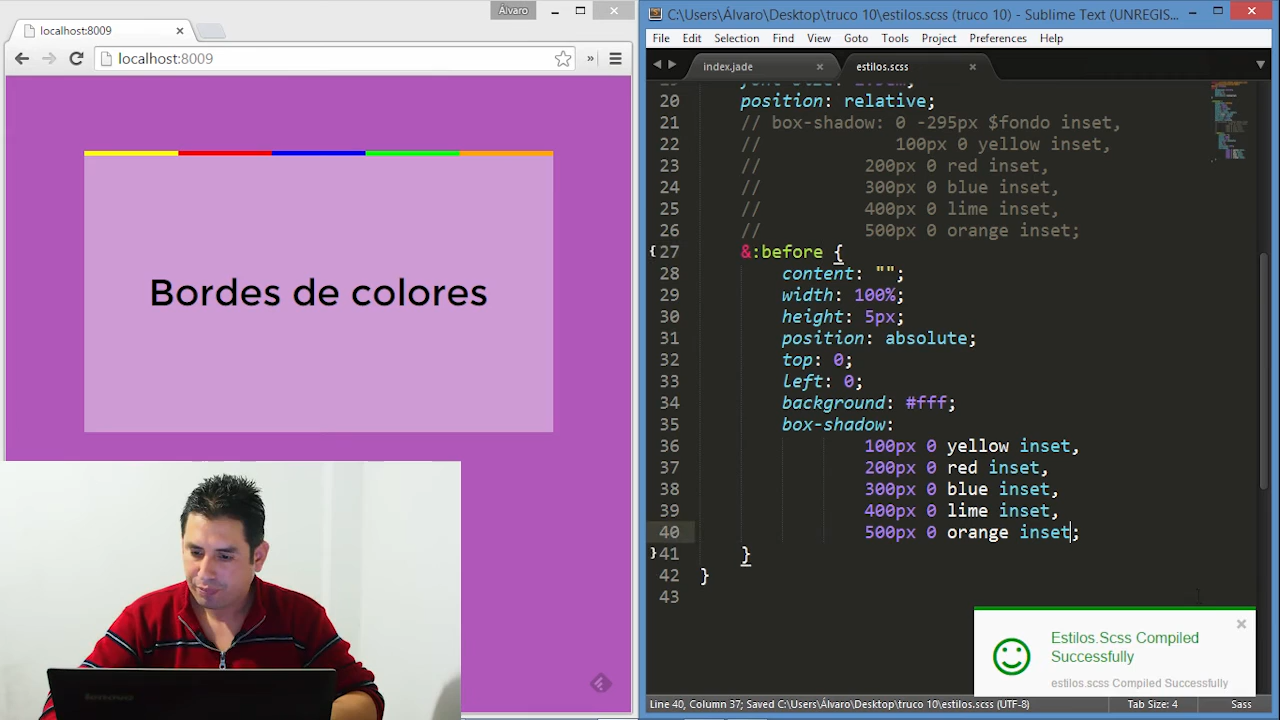 Álvaro
localhost:8009
localhost:8009
»
Bordes de colores
lenovo
C:\Users\Álvaro\Desktop\truco 10\estilos.scss (truco 10) - Sublime Text (UNREGIS...
File Edit Selection Find View Goto Tools Project Preferences Help
index.jade estilos.scss
20 position: relative;
21 // box-shadow: 0 -295px $fondo inset,
22 // 100px 0 yellow inset,
23 // 200px 0 red inset,
24 // 300px 0 blue inset,
25 // 400px 0 lime inset,
26 // 500px 0 orange inset;
27 &:before {
28 content: "";
29 width: 100%;
30 height: 5px;
31 position: absolute;
32 top: 0;
33 left: 0;
34 background: #fff;
35 box-shadow:
36 100px 0 yellow inset,
37 200px 0 red inset,
38 300px 0 blue inset,
39 400px 0 lime inset,
40 500px 0 orange inset;
41 }
42 }
43
Estilos.Scss Compiled
Successfully
estilos.scss Compiled Successfully
Line 40, Column 37; Saved C:\Users\Álvaro\Desktop\truco 10\estilos.scss (UTF-8) Tab Size: 4 Sass